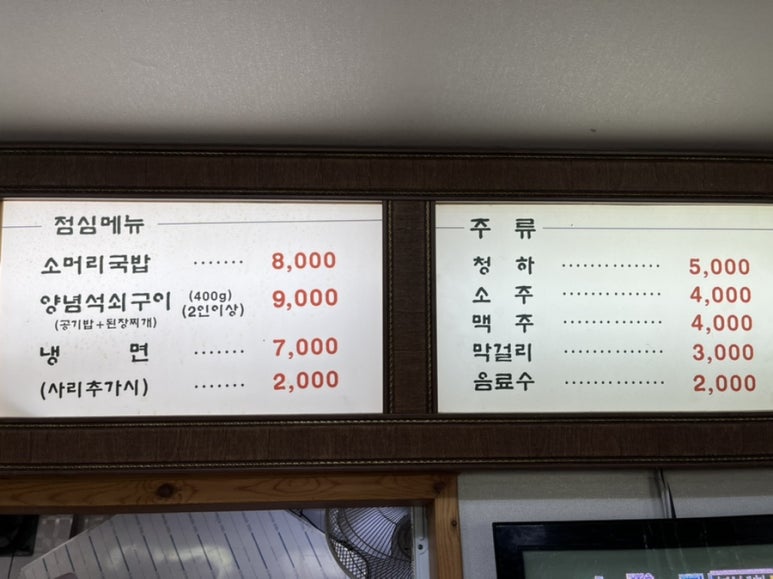 점심메뉴
소머리국밥 ······· 8,000
양념석쇠구이 (400g) (2인이상) 9,000
(공기밥+된장찌개)
냉 면 ······· 7,000
(사리추가시) ······· 2,000
주 류
청 하 ·············· 5,000
소 주 ·············· 4,000
맥 주 ·············· 4,000
막걸리 ·············· 3,000
음료수 ·············· 2,000